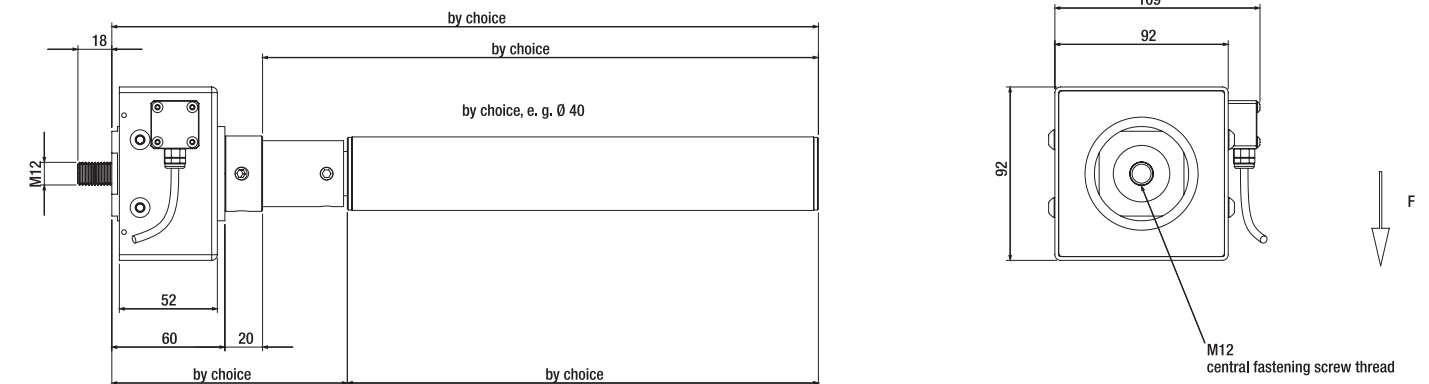 by choice
109
18
by choice
92
by choice, e. g. Ø 40
M12
92
F
52
60
20
M12
central fastening screw thread
by choice
by choice